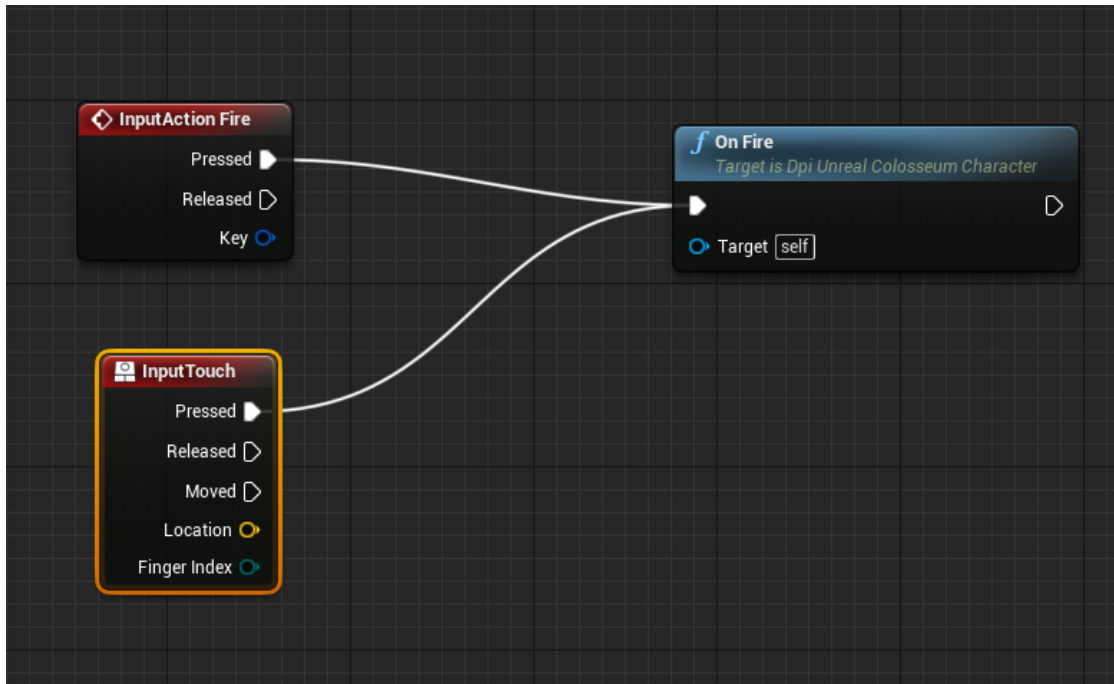 InputAction Fire
Pressed
Released
Key
On Fire
Target is Dpi Unreal Colosseum Character
Target self
InputTouch
Pressed
Released
Moved
Location
Finger Index